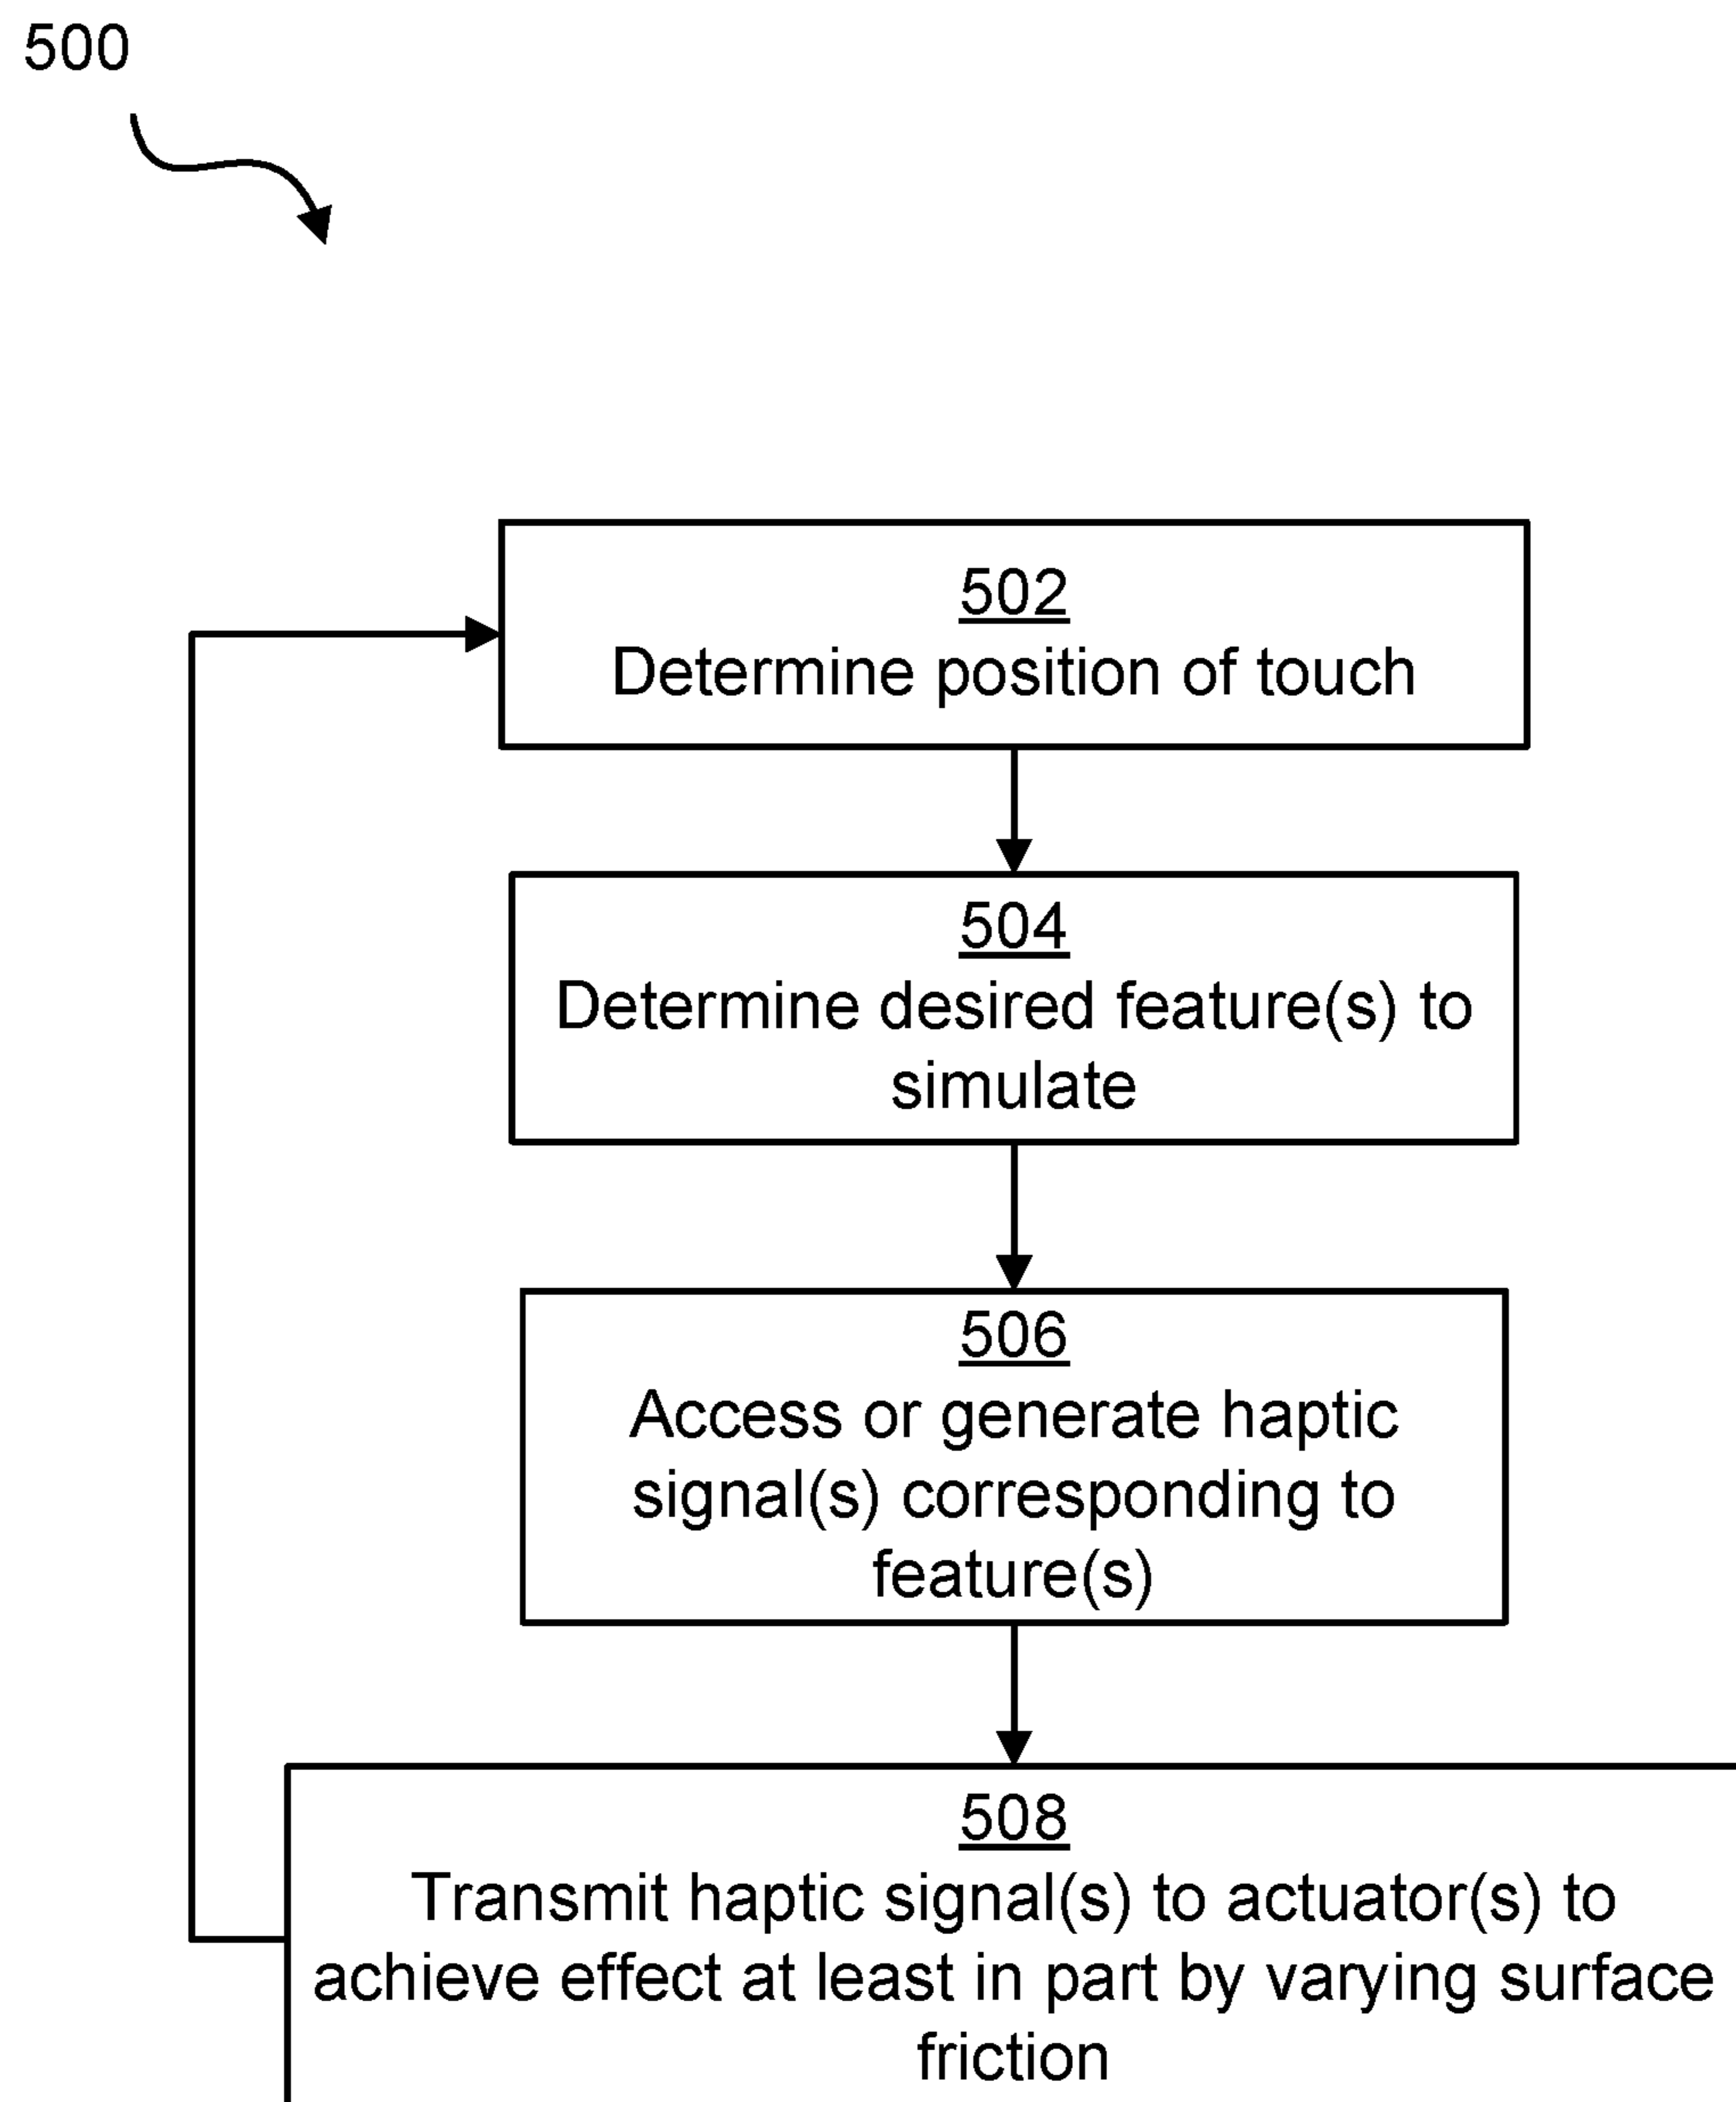 500
502
Determine position of touch
504
Determine desired feature(s) to
simulate
506
Access or generate haptic
signal(s) corresponding to
feature(s)
508
Transmit haptic signal(s) to actuator(s) to
achieve effect at least in part by varying surface
friction